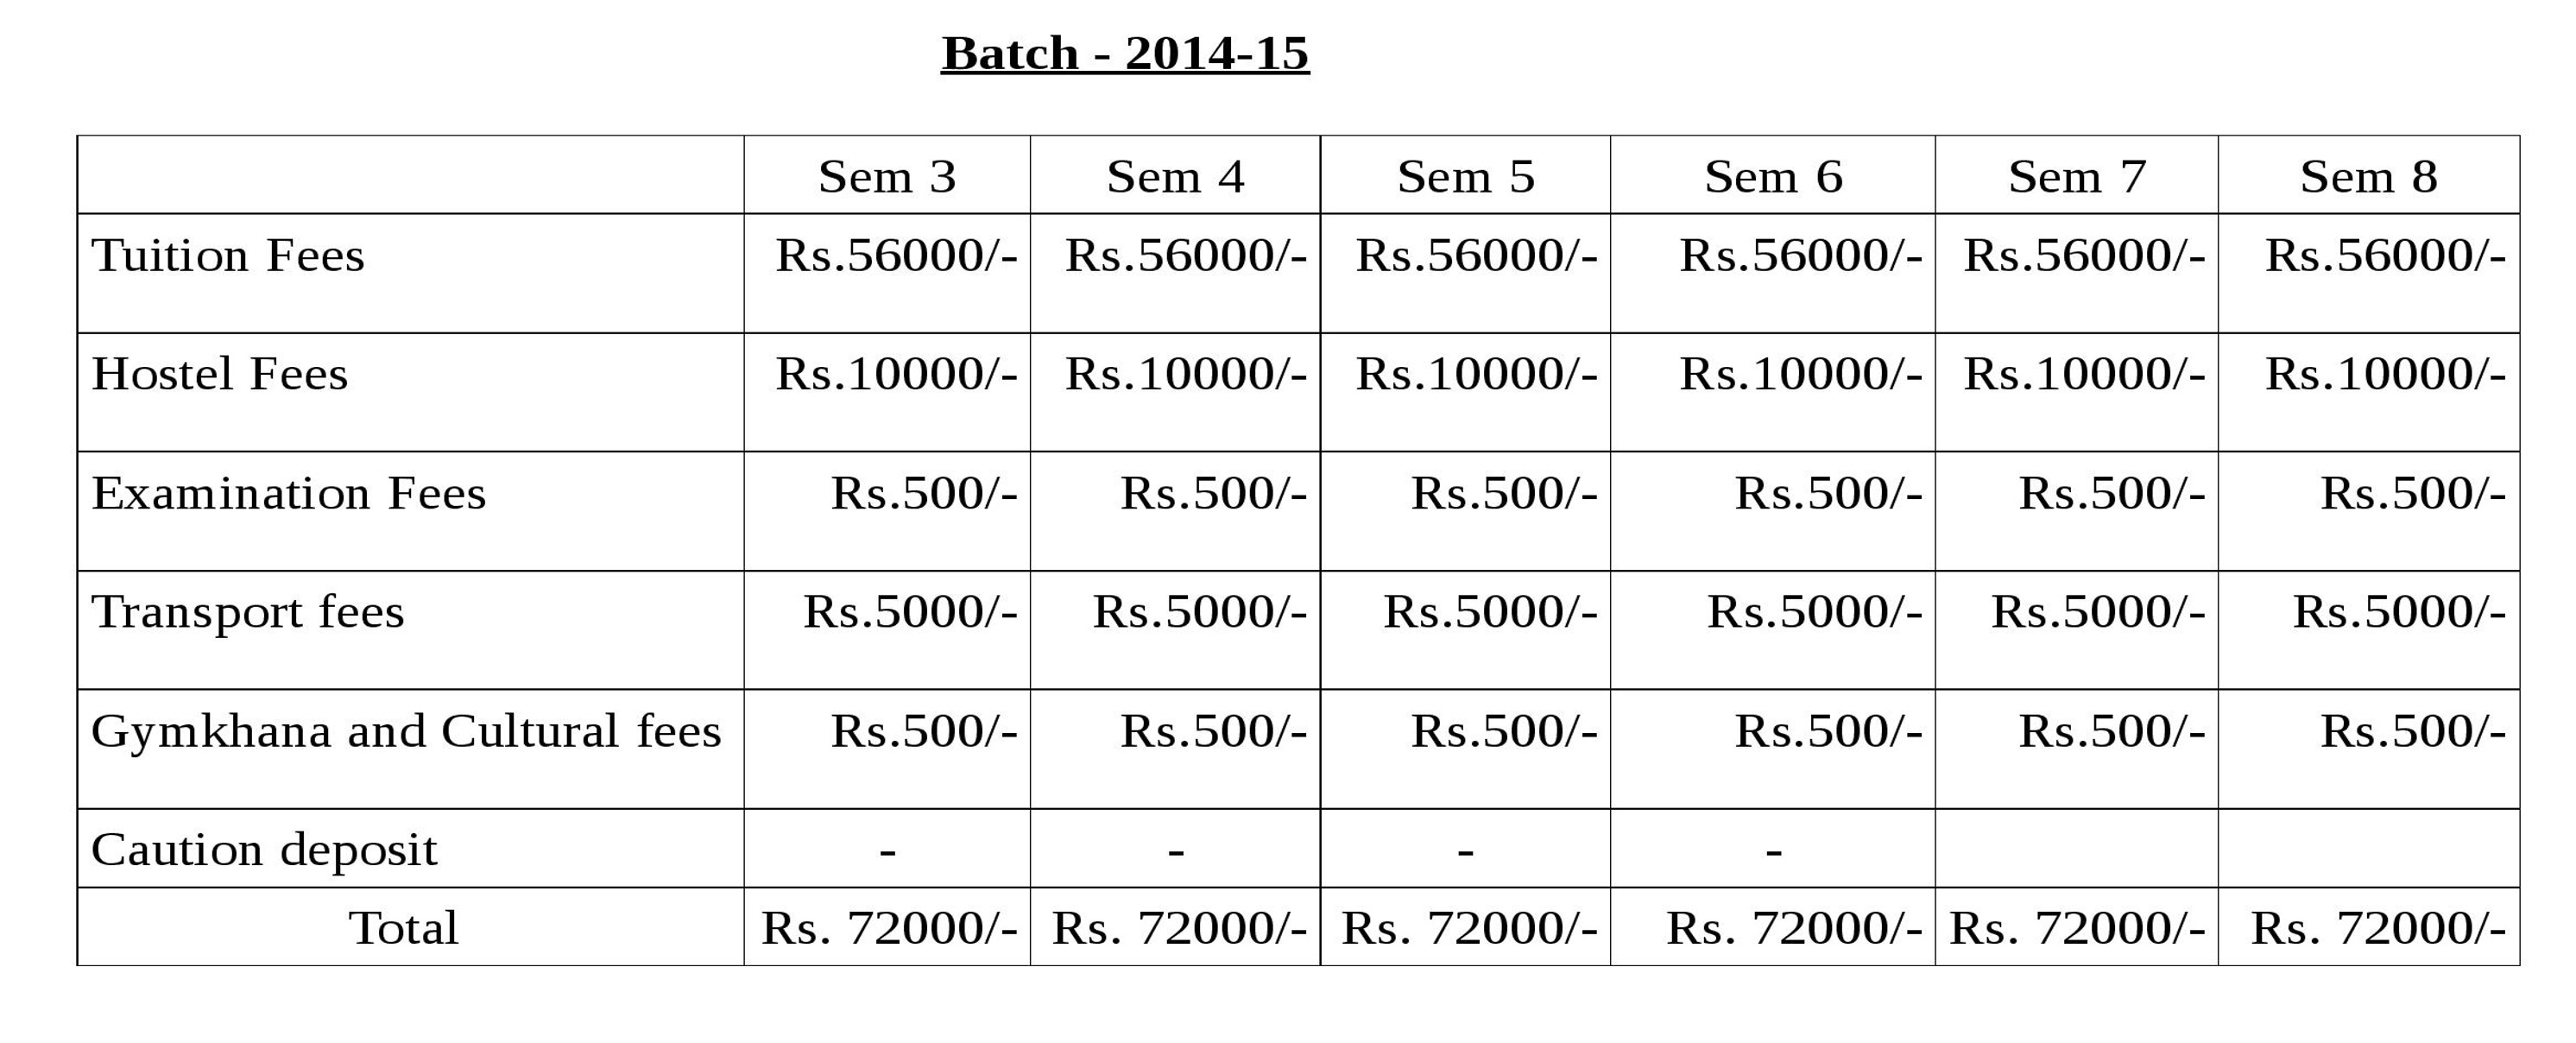 Batch - 2014-15
Sem 3 Sem 4 Sem 5 Sem 6 Sem 7 Sem 8
Tuition Fees Rs.56000/- Rs.56000/- Rs.56000/- Rs.56000/- Rs.56000/- Rs.56000/-
Hostel Fees Rs.10000/- Rs.10000/- Rs.10000/- Rs.10000/- Rs.10000/- Rs.10000/-
Examination Fees Rs.500/- Rs.500/- Rs.500/- Rs.500/- Rs.500/- Rs.500/-
Transport fees Rs.5000/- Rs.5000/- Rs.5000/- Rs.5000/- Rs.5000/- Rs.5000/-
Gymkhana and Cultural fees Rs.500/- Rs.500/- Rs.500/- Rs.500/- Rs.500/- Rs.500/-
Caution deposit - - - -
Total Rs. 72000/- Rs. 72000/- Rs. 72000/- Rs. 72000/- Rs. 72000/- Rs. 72000/-